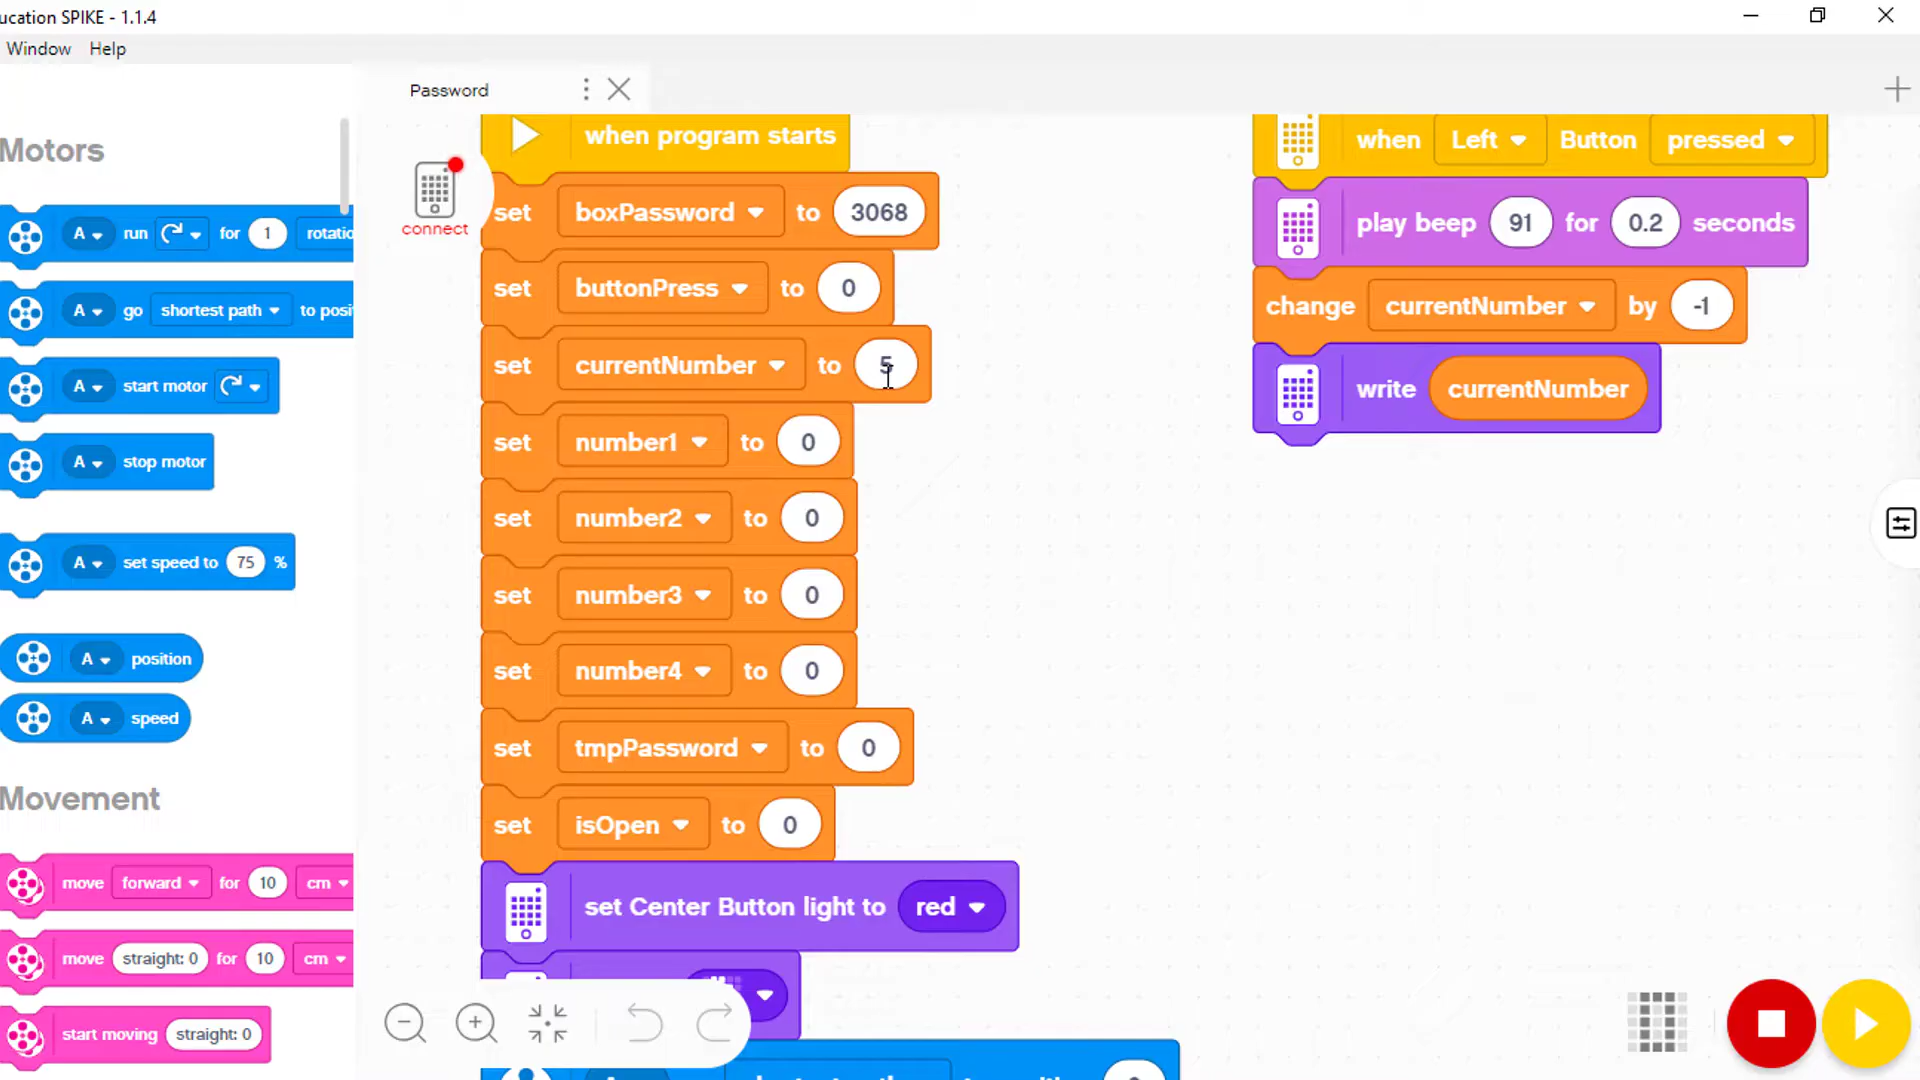 ucation SPIKE - 1.1.4
Window Help
Password
Motors
A run for 1 rotatio
A go shortest path to posi
A start motor
A stop motor
A set speed to 75 %
A position
A speed
Movement
move forward for 10 cm
move straight: 0 for 10 cm
start moving straight: 0
connect
when program starts
set boxPassword to 3068
set buttonPress to 0
set currentNumber to 5
set number1 to 0
set number2 to 0
set number3 to 0
set number4 to 0
set tmpPassword to 0
set isOpen to 0
set Center Button light to red
when Left Button pressed
play beep 91 for 0.2 seconds
change currentNumber by -1
write currentNumber